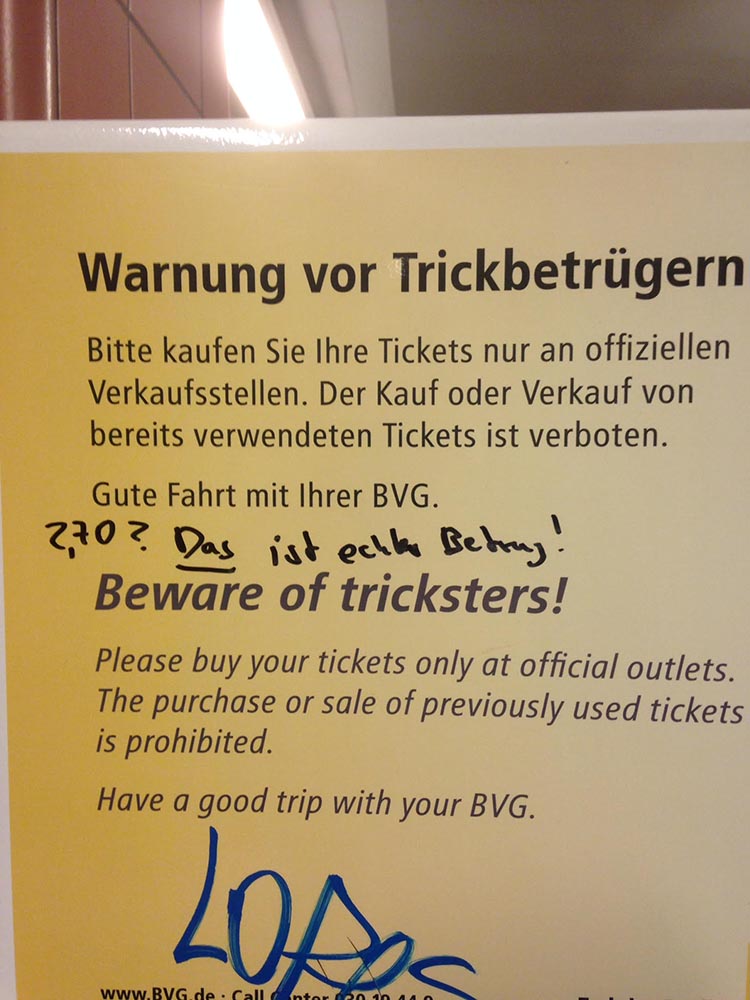 Warnung vor Trickbetrügern
Bitte kaufen Sie Ihre Tickets nur an offiziellen
Verkaufsstellen. Der Kauf oder Verkauf von
bereits verwendeten Tickets ist verboten.
Gute Fahrt mit Ihrer BVG.
2,70? Das ist echter Betrug!
Beware of tricksters!
Please buy your tickets only at official outlets.
The purchase or sale of previously used tickets
is prohibited.
Have a good trip with your BVG.
www.BVG.de · Call Center